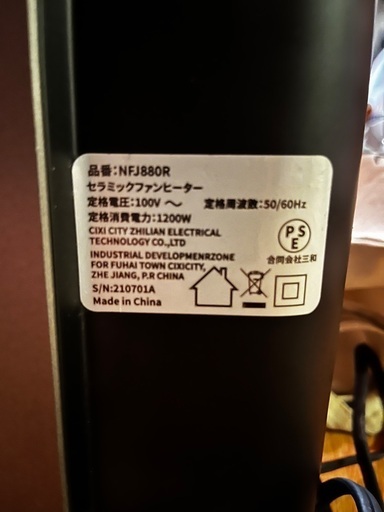 品番:NFJ880R
セラミックファンヒーター
定格電圧:100V ～ 定格周波数:50/60Hz
定格消費電力:1200W
CIXI CITY ZHILIAN ELECTRICAL
TECHNOLOGY CO.,LTD
INDUSTRIAL DEVELOPMENRZONE
FOR FUHAI TOWN CIXICITY,
ZHE JIANG, P.R CHINA
S/N:210701A
Made in China
PSE
合同会社三和